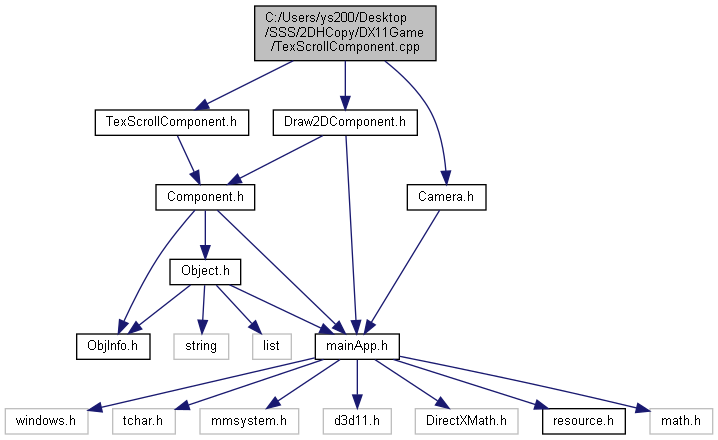 C:/Users/ys200/Desktop
/SSS/2DHCopy/DX11Game
/TexScrollComponent.cpp
TexScrollComponent.h
Draw2DComponent.h
Component.h
Camera.h
Object.h
ObjInfo.h
string
list
mainApp.h
windows.h
tchar.h
mmsystem.h
d3d11.h
DirectXMath.h
resource.h
math.h